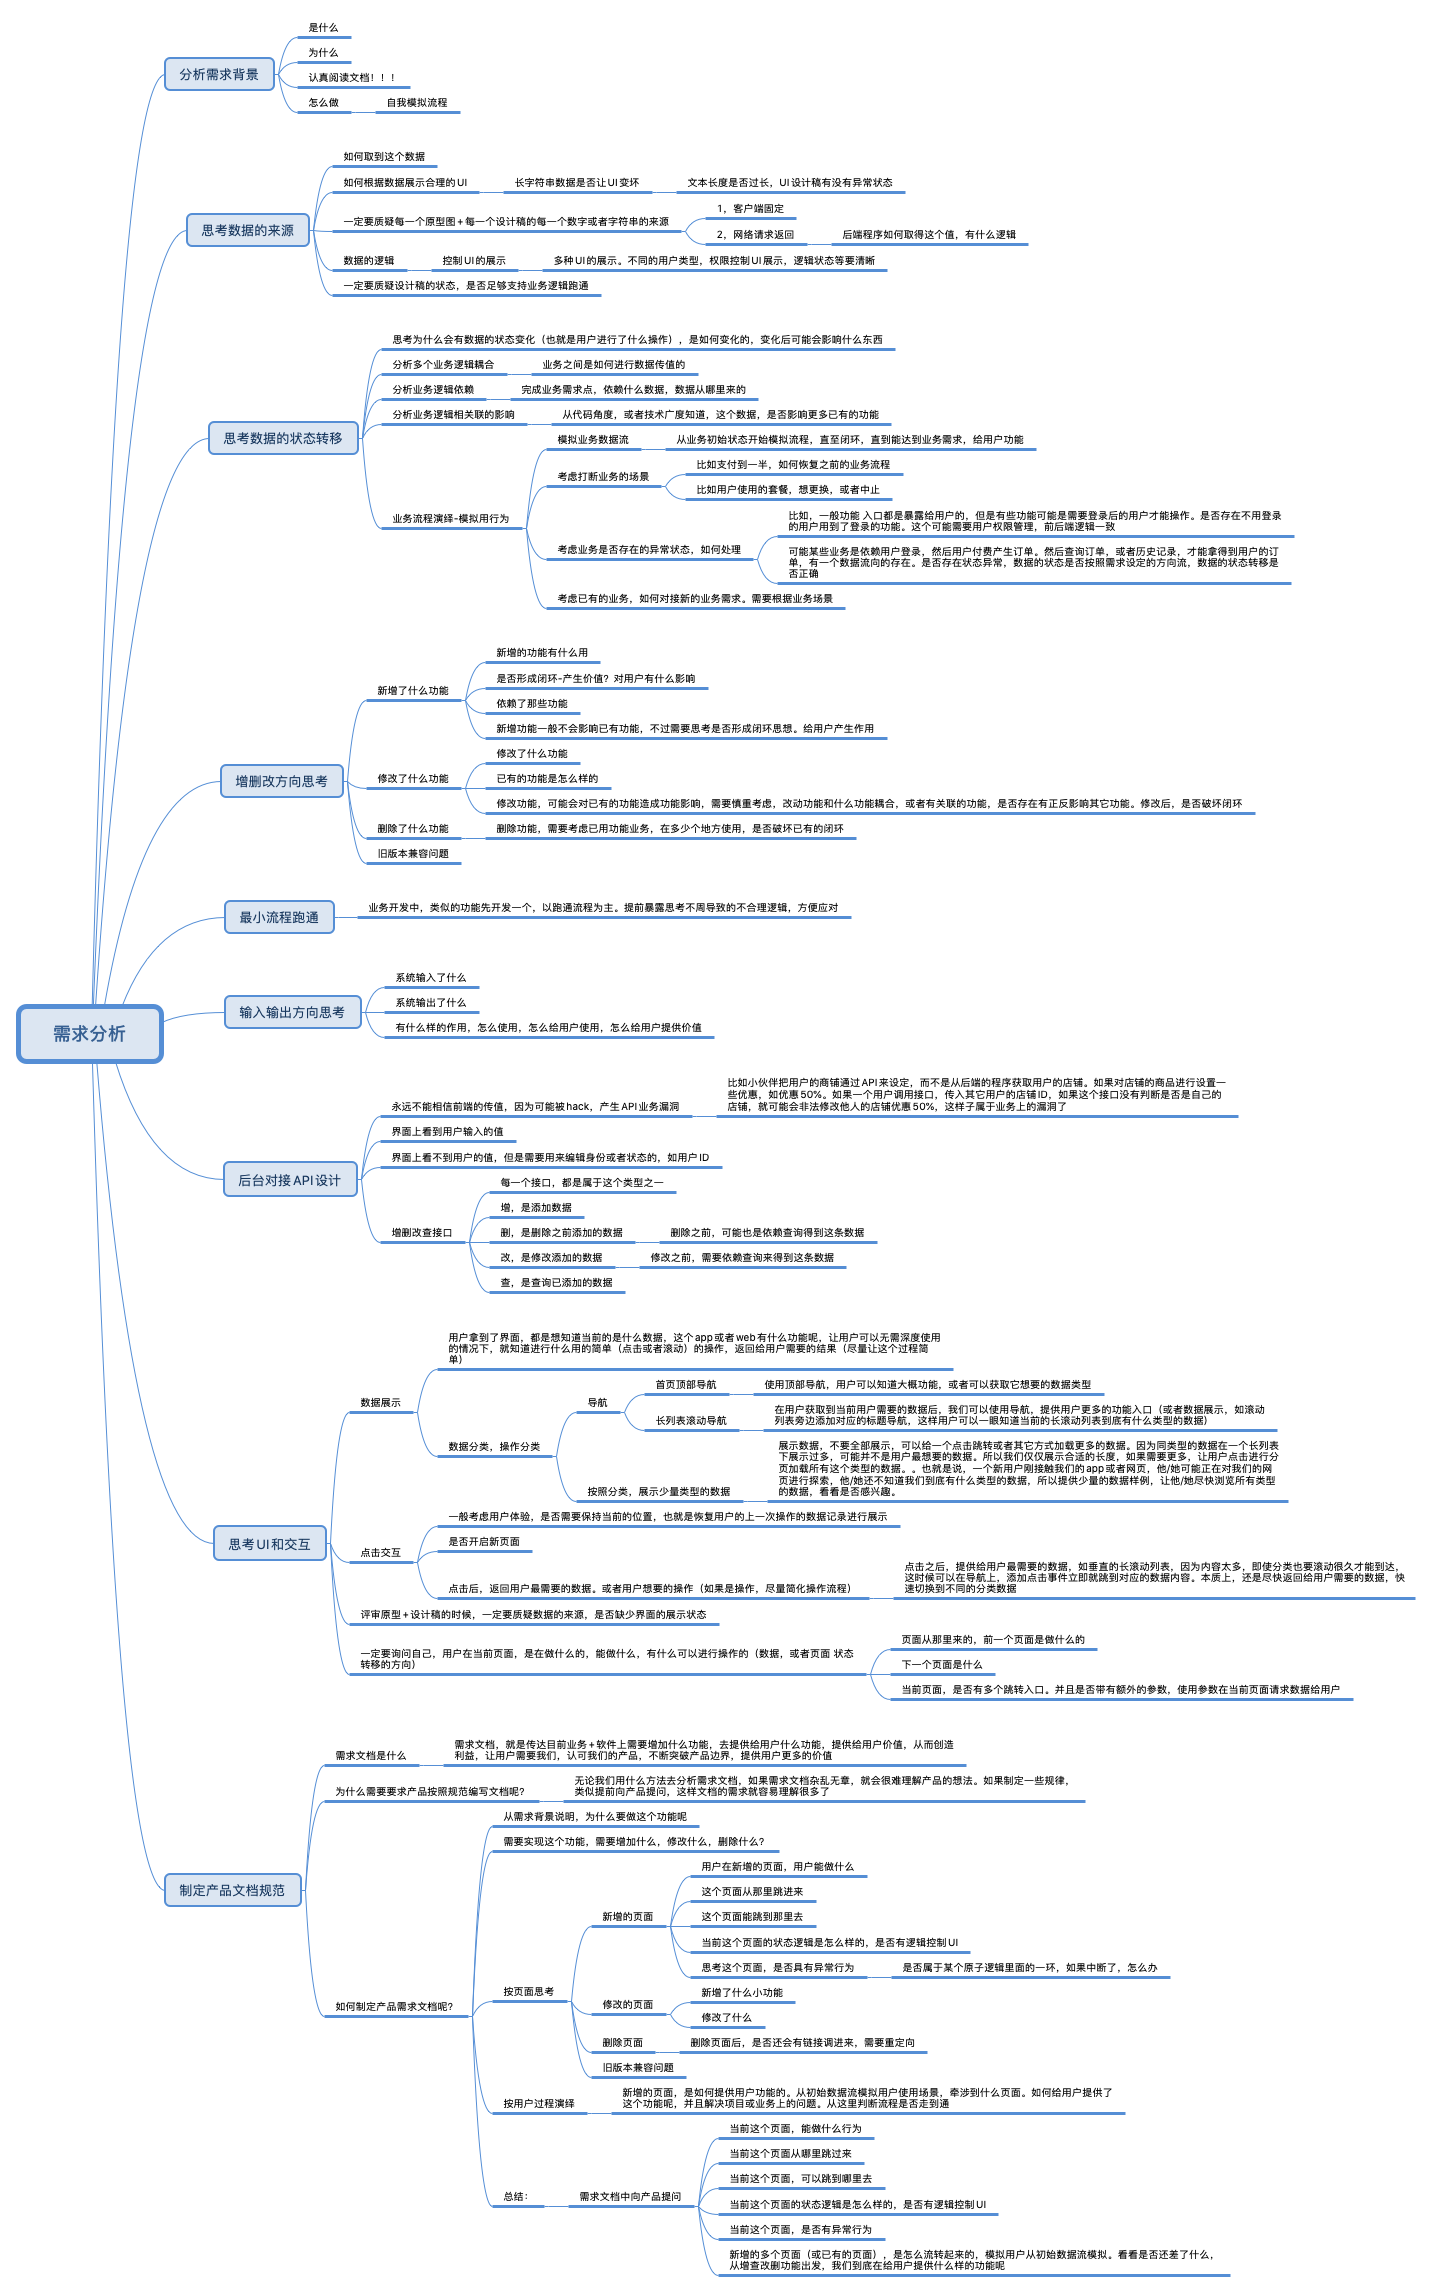 需求分析
分析需求背景
是什么
为什么
认真阅读文档！！！
怎么做
自我模拟流程
思考数据的来源
如何取到这个数据
如何根据数据展示合理的UI
长字符串数据是否让UI变坏
文本长度是否过长，UI设计稿有没有异常状态
一定要质疑每一个原型图+每一个设计稿的每一个数字或者字符串的来源
1，客户端固定
2，网络请求返回
后端程序如何取得这个值，有什么逻辑
数据的逻辑
控制UI的展示
多种UI的展示。不同的用户类型，权限控制UI展示，逻辑状态等要清晰
一定要质疑设计稿的状态，是否足够支持业务逻辑跑通
思考数据的状态转移
思考为什么会有数据的状态变化（也就是用户进行了什么操作），是如何变化的，变化后可能会影响什么东西
分析多个业务逻辑耦合
业务之间是如何进行数据传值的
分析业务逻辑依赖
完成业务需求点，依赖什么数据，数据从哪里来的
分析业务逻辑相关联的影响
从代码角度，或者技术广度知道，这个数据，是否影响更多已有的功能
业务流程演绎-模拟用行为
模拟业务数据流
从业务初始状态开始模拟流程，直至闭环，直到能达到业务需求，给用户功能
考虑打断业务的场景
比如支付到一半，如何恢复之前的业务流程
比如用户使用的套餐，想更换，或者中止
考虑业务是否存在的异常状态，如何处理
比如，一般功能 入口都是暴露给用户的，但是有些功能可能是需要登录后的用户才能操作。是否存在不用登录
的用户用到了登录的功能。这个可能需要用户权限管理，前后端逻辑一致
可能某些业务是依赖用户登录，然后用户付费产生订单。然后查询订单，或者历史记录，才能拿得到用户的订
单，有一个数据流向的存在。是否存在状态异常，数据的状态是否按照需求设定的方向流，数据的状态转移是
否正确
考虑已有的业务，如何对接新的业务需求。需要根据业务场景
增删改方向思考
新增了什么功能
新增的功能有什么用
是否形成闭环-产生价值？对用户有什么影响
依赖了那些功能
新增功能一般不会影响已有功能，不过需要思考是否形成闭环思想。给用户产生作用
修改了什么功能
修改了什么功能
已有的功能是怎么样的
修改功能，可能会对已有的功能造成功能影响，需要慎重考虑，改动功能和什么功能耦合，或者有关联的功能，是否存在有正反影响其它功能。修改后，是否破坏闭环
删除了什么功能
删除功能，需要考虑已用功能业务，在多少个地方使用，是否破坏已有的闭环
旧版本兼容问题
最小流程跑通
业务开发中，类似的功能先开发一个，以跑通流程为主。提前暴露思考不周导致的不合理逻辑，方便应对
输入输出方向思考
系统输入了什么
系统输出了什么
有什么样的作用，怎么使用，怎么给用户使用，怎么给用户提供价值
后台对接API设计
永远不能相信前端的传值，因为可能被hack，产生API业务漏洞
比如小伙伴把用户的商铺通过API来设定，而不是从后端的程序获取用户的店铺。如果对店铺的商品进行设置一
些优惠，如优惠50%。如果一个用户调用接口，传入其它用户的店铺ID，如果这个接口没有判断是否是自己的
店铺，就可能会非法修改他人的店铺优惠50%，这样子属于业务上的漏洞了
界面上看到用户输入的值
界面上看不到用户的值，但是需要用来编辑身份或者状态的，如用户ID
增删改查接口
每一个接口，都是属于这个类型之一
增，是添加数据
删，是删除之前添加的数据
删除之前，可能也是依赖查询得到这条数据
改，是修改添加的数据
修改之前，需要依赖查询来得到这条数据
查，是查询已添加的数据
思考UI和交互
数据展示
用户拿到了界面，都是想知道当前的是什么数据，这个app或者web有什么功能呢，让用户可以无需深度使用
的情况下，就知道进行什么用的简单（点击或者滚动）的操作，返回给用户需要的结果（尽量让这个过程简
单）
数据分类，操作分类
导航
首页顶部导航
使用顶部导航，用户可以知道大概功能，或者可以获取它想要的数据类型
长列表滚动导航
在用户获取到当前用户需要的数据后，我们可以使用导航，提供用户更多的功能入口（或者数据展示，如滚动
列表旁边添加对应的标题导航，这样用户可以一眼知道当前的长滚动列表到底有什么类型的数据）
按照分类，展示少量类型的数据
展示数据，不要全部展示，可以给一个点击跳转或者其它方式加载更多的数据。因为同类型的数据在一个长列表
下展示过多，可能并不是用户最想要的数据。所以我们仅仅展示合适的长度，如果需要更多，让用户点击进行分
页加载所有这个类型的数据。。也就是说，一个新用户刚接触我们的app或者网页，他/她可能正在对我们的网
页进行探索，他/她还不知道我们到底有什么类型的数据，所以提供少量的数据样例，让他/她尽快浏览所有类型
的数据，看看是否感兴趣。
点击交互
一般考虑用户体验，是否需要保持当前的位置，也就是恢复用户的上一次操作的数据记录进行展示
是否开启新页面
点击后，返回用户最需要的数据。或者用户想要的操作（如果是操作，尽量简化操作流程）
点击之后，提供给用户最需要的数据，如垂直的长滚动列表，因为内容太多，即使分类也要滚动很久才能到达，
这时候可以在导航上，添加点击事件立即就跳到对应的数据内容。本质上，还是尽快返回给用户需要的数据，快
速切换到不同的分类数据
评审原型+设计稿的时候，一定要质疑数据的来源，是否缺少界面的展示状态
一定要询问自己，用户在当前页面，是在做什么的，能做什么，有什么可以进行操作的（数据，或者页面 状态
转移的方向）
页面从那里来的，前一个页面是做什么的
下一个页面是什么
当前页面，是否有多个跳转入口。并且是否带有额外的参数，使用参数在当前页面请求数据给用户
制定产品文档规范
需求文档是什么
需求文档，就是传达目前业务+软件上需要增加什么功能，去提供给用户什么功能，提供给用户价值，从而创造
利益，让用户需要我们，认可我们的产品，不断突破产品边界，提供用户更多的价值
为什么需要要求产品按照规范编写文档呢？
无论我们用什么方法去分析需求文档，如果需求文档杂乱无章，就会很难理解产品的想法。如果制定一些规律，
类似提前向产品提问，这样文档的需求就容易理解很多了
如何制定产品需求文档呢？
从需求背景说明，为什么要做这个功能呢
需要实现这个功能，需要增加什么，修改什么，删除什么？
按页面思考
新增的页面
用户在新增的页面，用户能做什么
这个页面从那里跳进来
这个页面能跳到那里去
当前这个页面的状态逻辑是怎么样的，是否有逻辑控制UI
思考这个页面，是否具有异常行为
是否属于某个原子逻辑里面的一环，如果中断了，怎么办
修改的页面
新增了什么小功能
修改了什么
删除页面
删除页面后，是否还会有链接调进来，需要重定向
旧版本兼容问题
按用户过程演绎
新增的页面，是如何提供用户功能的。从初始数据流模拟用户使用场景，牵涉到什么页面。如何给用户提供了
这个功能呢，并且解决项目或业务上的问题。从这里判断流程是否走到通
总结：
需求文档中向产品提问
当前这个页面，能做什么行为
当前这个页面从哪里跳过来
当前这个页面，可以跳到哪里去
当前这个页面的状态逻辑是怎么样的，是否有逻辑控制UI
当前这个页面，是否有异常行为
新增的多个页面（或已有的页面），是怎么流转起来的，模拟用户从初始数据流模拟。看看是否还差了什么，
从增查改删功能出发，我们到底在给用户提供什么样的功能呢